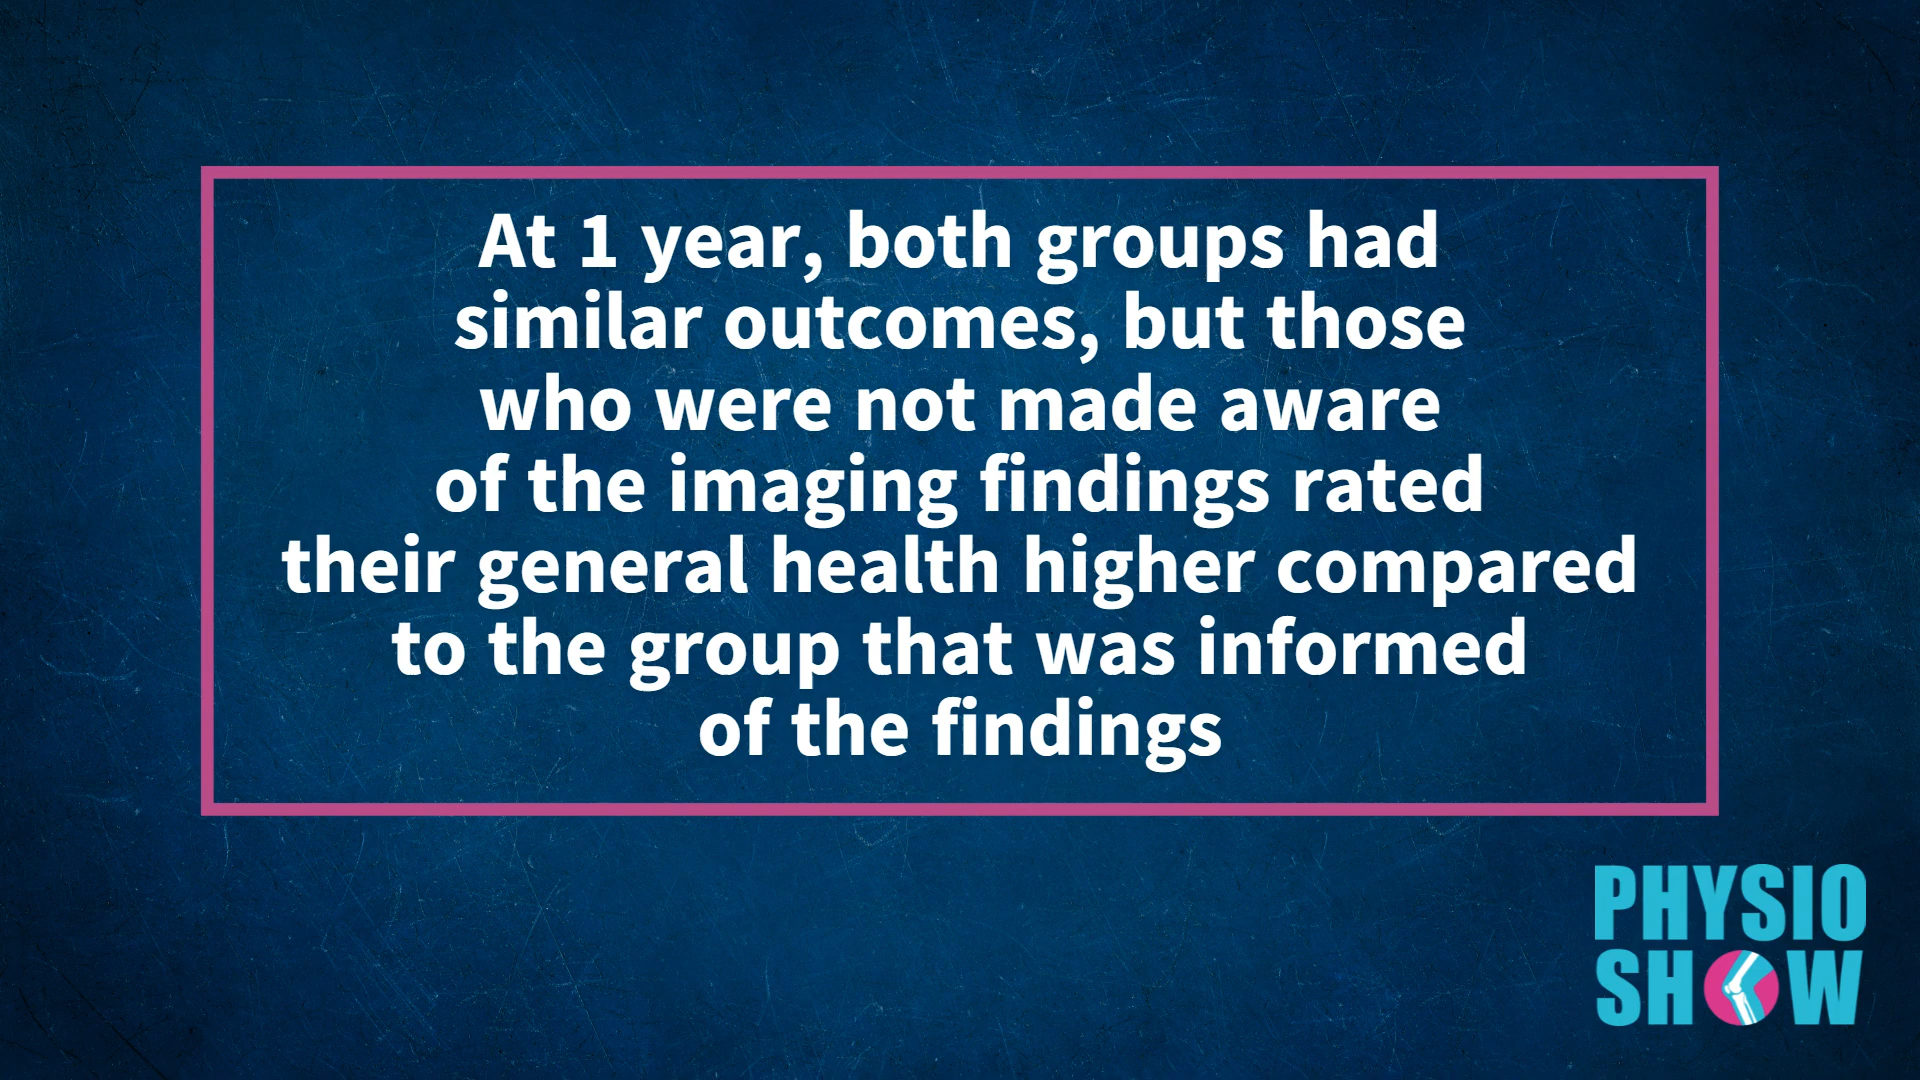 At 1 year, both groups had
similar outcomes, but those
who were not made aware
of the imaging findings rated
their general health higher compared
to the group that was informed
of the findings
PHYSIO
SHOW